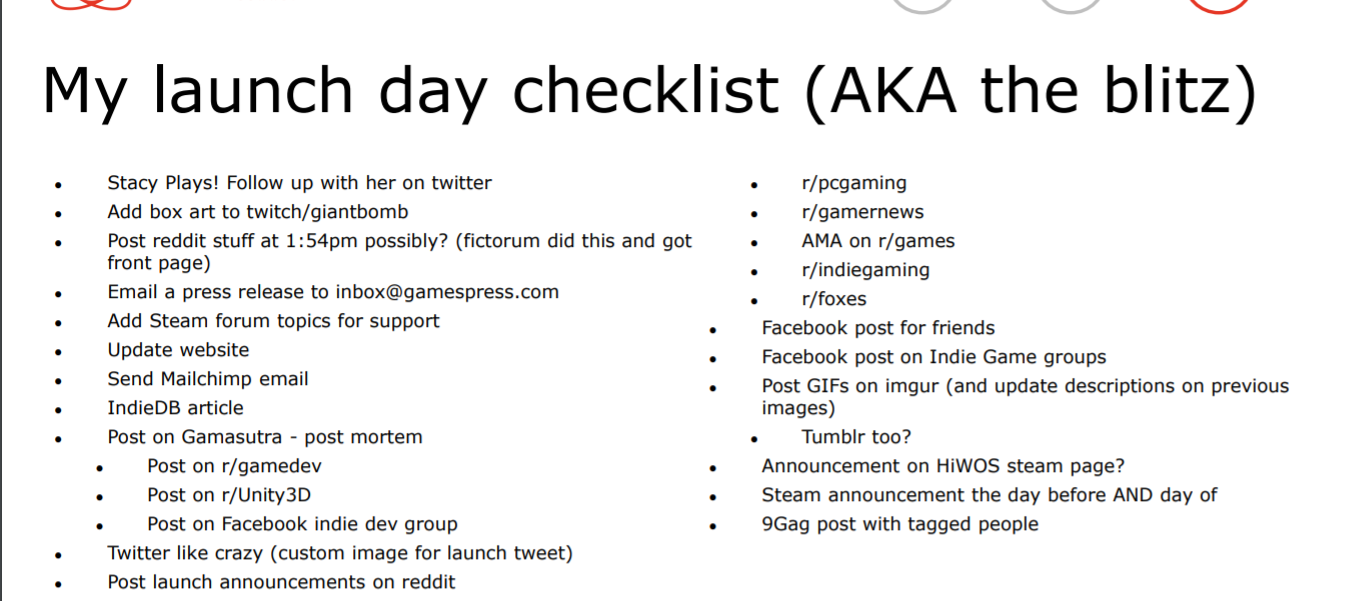 My launch day checklist (AKA the blitz)
• Stacy Plays! Follow up with her on twitter
• Add box art to twitch/giantbomb
• Post reddit stuff at 1:54pm possibly? (fictorum did this and got
front page)
• Email a press release to inbox@gamespress.com
• Add Steam forum topics for support
• Update website
• Send Mailchimp email
• IndieDB article
• Post on Gamasutra - post mortem
• Post on r/gamedev
• Post on r/Unity3D
• Post on Facebook indie dev group
• Twitter like crazy (custom image for launch tweet)
• Post launch announcements on reddit
• r/pcgaming
• r/gamernews
• AMA on r/games
• r/indiegaming
• r/foxes
• Facebook post for friends
• Facebook post on Indie Game groups
• Post GIFs on imgur (and update descriptions on previous
images)
• Tumblr too?
• Announcement on HiWOS steam page?
• Steam announcement the day before AND day of
• 9Gag post with tagged people